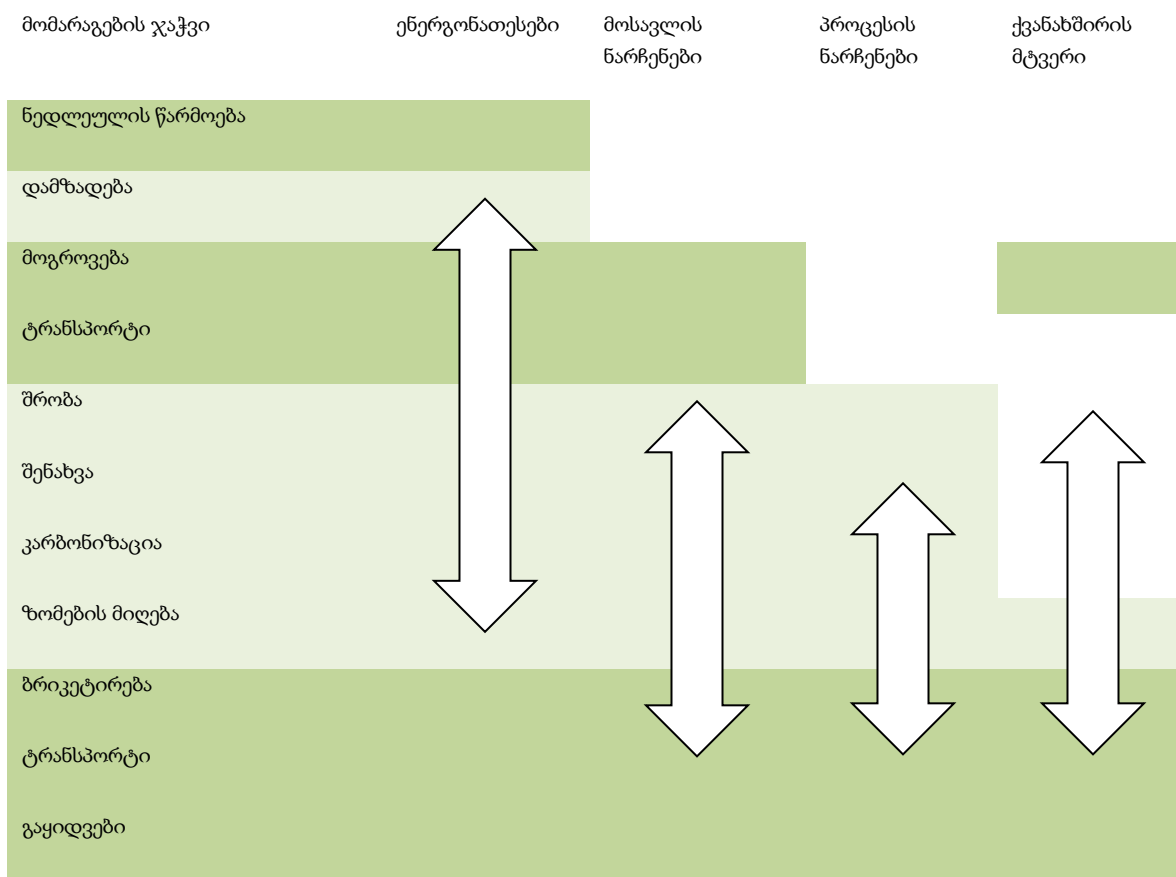 მომარაგების ჯაჭვი
ენერგონათესები
მოსავლის
ნარჩენები
პროცესის
ნარჩენები
ქვანახშირის
მტვერი
ნედლეულის წარმოება
დამზადება
მოგროვება
ტრანსპორტი
შრობა
შენახვა
კარბონიზაცია
ზომების მიღება
ბრიკეტირება
ტრანსპორტი
გაყიდვები